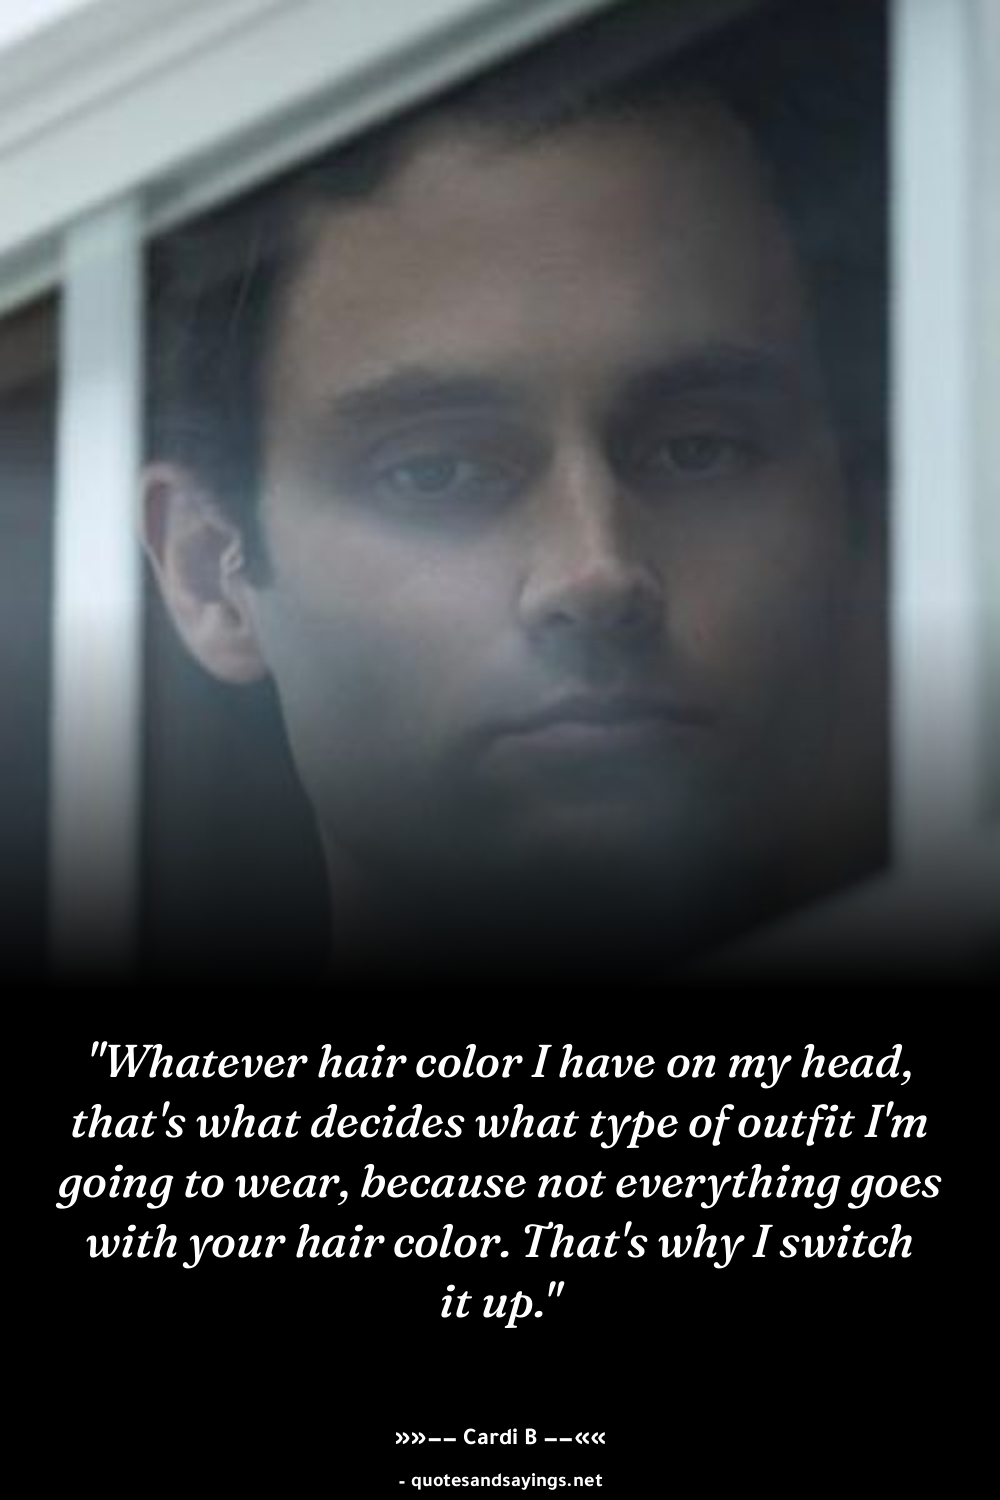 "Whatever hair color I have on my head,
that's what decides what type of outfit I'm
going to wear, because not everything goes
with your hair color. That's why I switch
it up."
»»–– Cardi B ––««
- quotesandsayings.net